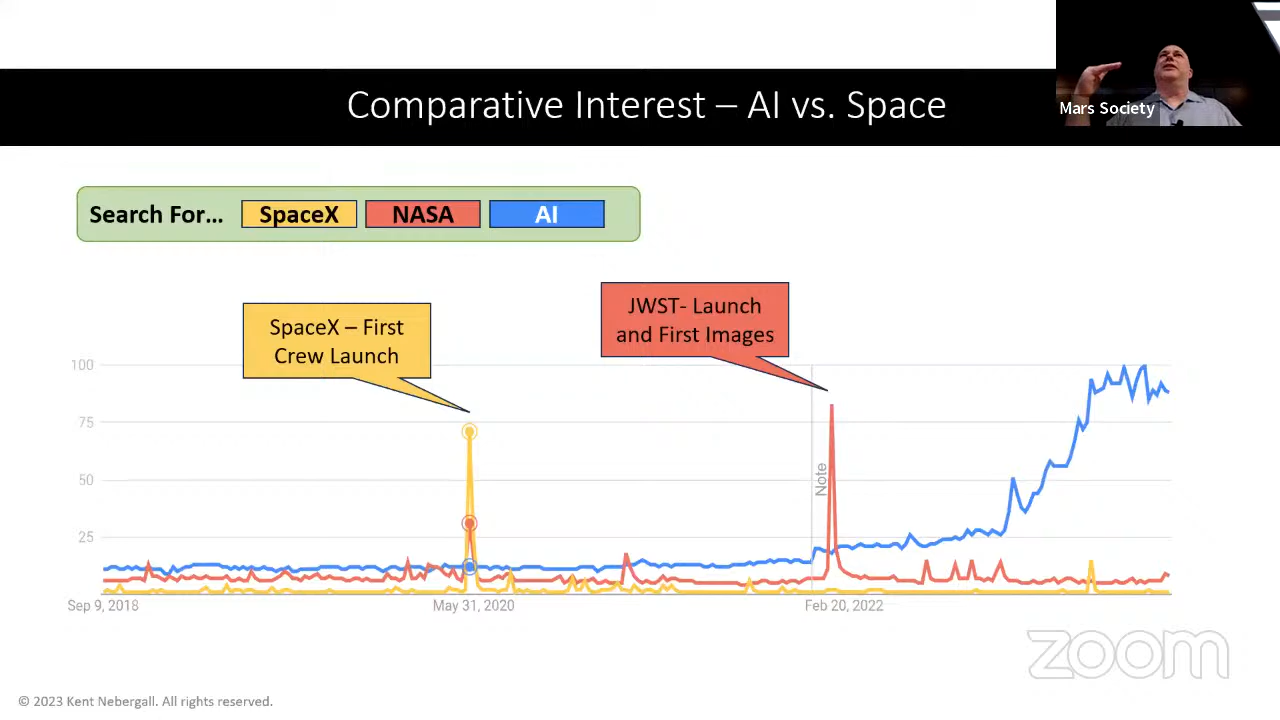 Comparative Interest – AI vs. Space
Mars Society
Search For... SpaceX NASA AI
SpaceX – First
Crew Launch
JWST- Launch
and First Images
100
75
50
25
Note
Sep 9, 2018 May 31, 2020 Feb 20, 2022
zoom
© 2023 Kent Nebergall. All rights reserved.